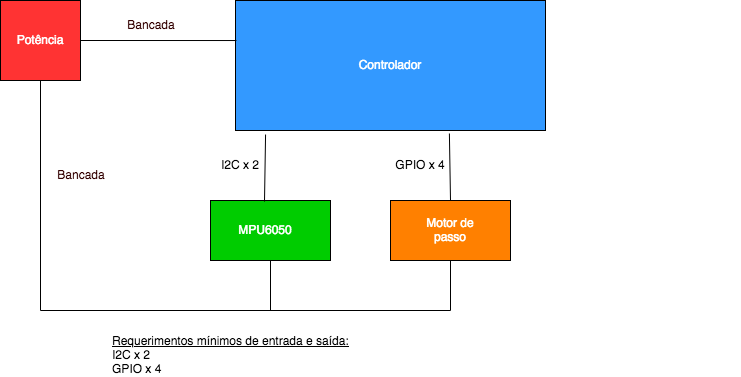 Potência
Bancada
Controlador
I2C x 2
GPIO x 4
Bancada
MPU6050
Motor de
passo
Requerimentos mínimos de entrada e saída:
I2C x 2
GPIO x 4